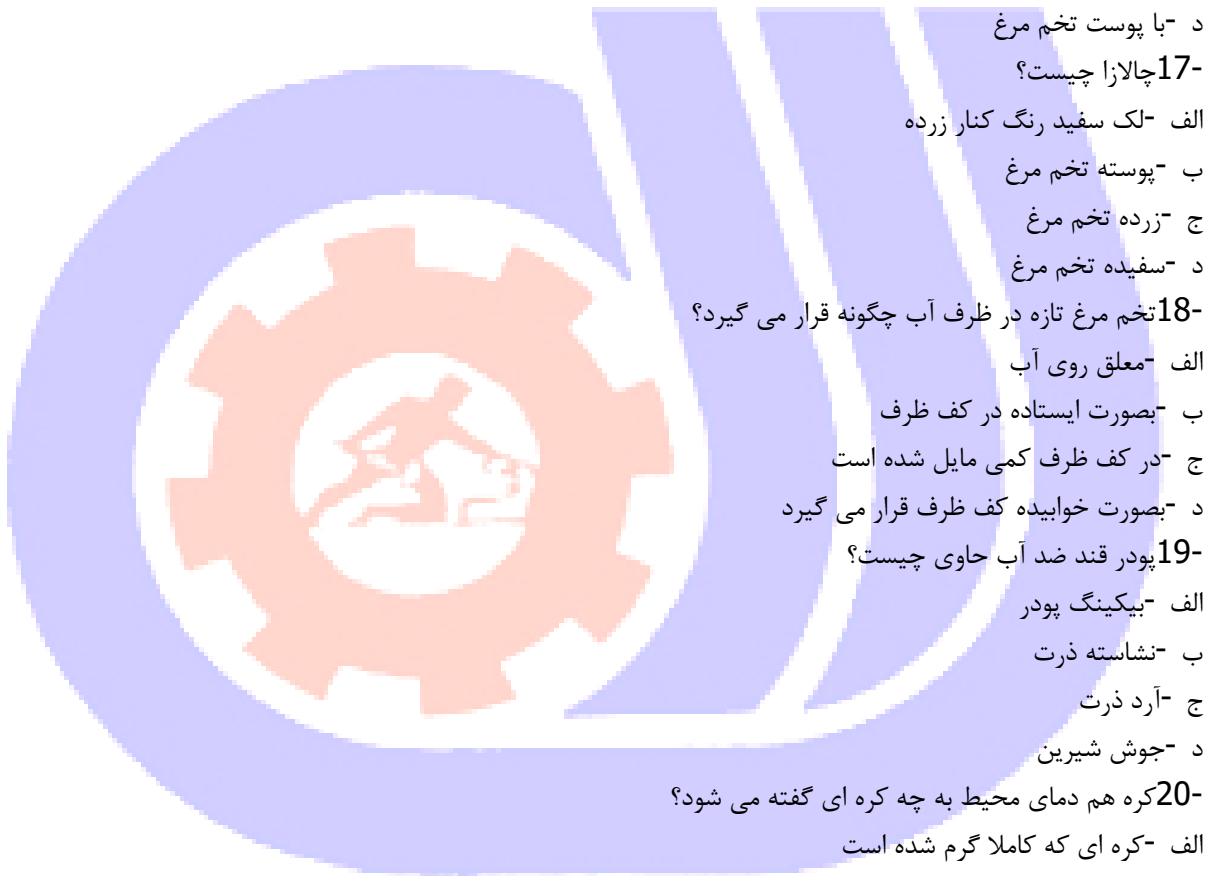 د -با پوست تخم مرغ
17-چالازا چیست؟
الف -لک سفید رنگ کنار زرده
ب -پوسته تخم مرغ
ج -زرده تخم مرغ
د -سفیده تخم مرغ
18-تخم مرغ تازه در ظرف آب چگونه قرار می گیرد؟
الف -معلق روی آب
ب -بصورت ایستاده در کف ظرف
ج -در کف ظرف کمی مایل شده است
د -بصورت خوابیده کف ظرف قرار می گیرد
19-پودر قند ضد آب حاوی چیست؟
الف -بیکینگ پودر
ب -نشاسته ذرت
ج -آرد ذرت
د -جوش شیرین
20-کره هم دمای محیط به چه کره ای گفته می شود؟
الف -کره ای که کاملا گرم شده است